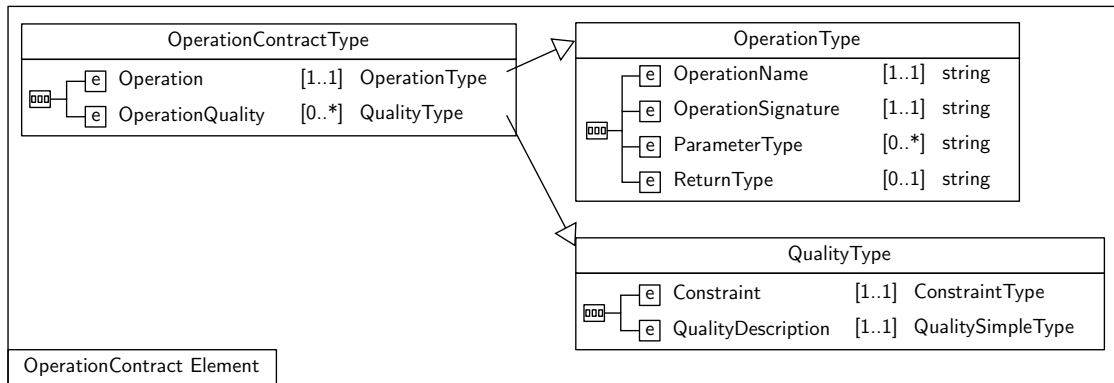 OperationContractType
e Operation [1..1] OperationType
e OperationQuality [0..*] QualityType
OperationType
e OperationName [1..1] string
e OperationSignature [1..1] string
e ParameterType [0..*] string
e ReturnType [0..1] string
QualityType
e Constraint [1..1] ConstraintType
e QualityDescription [1..1] QualitySimpleType
OperationContract Element